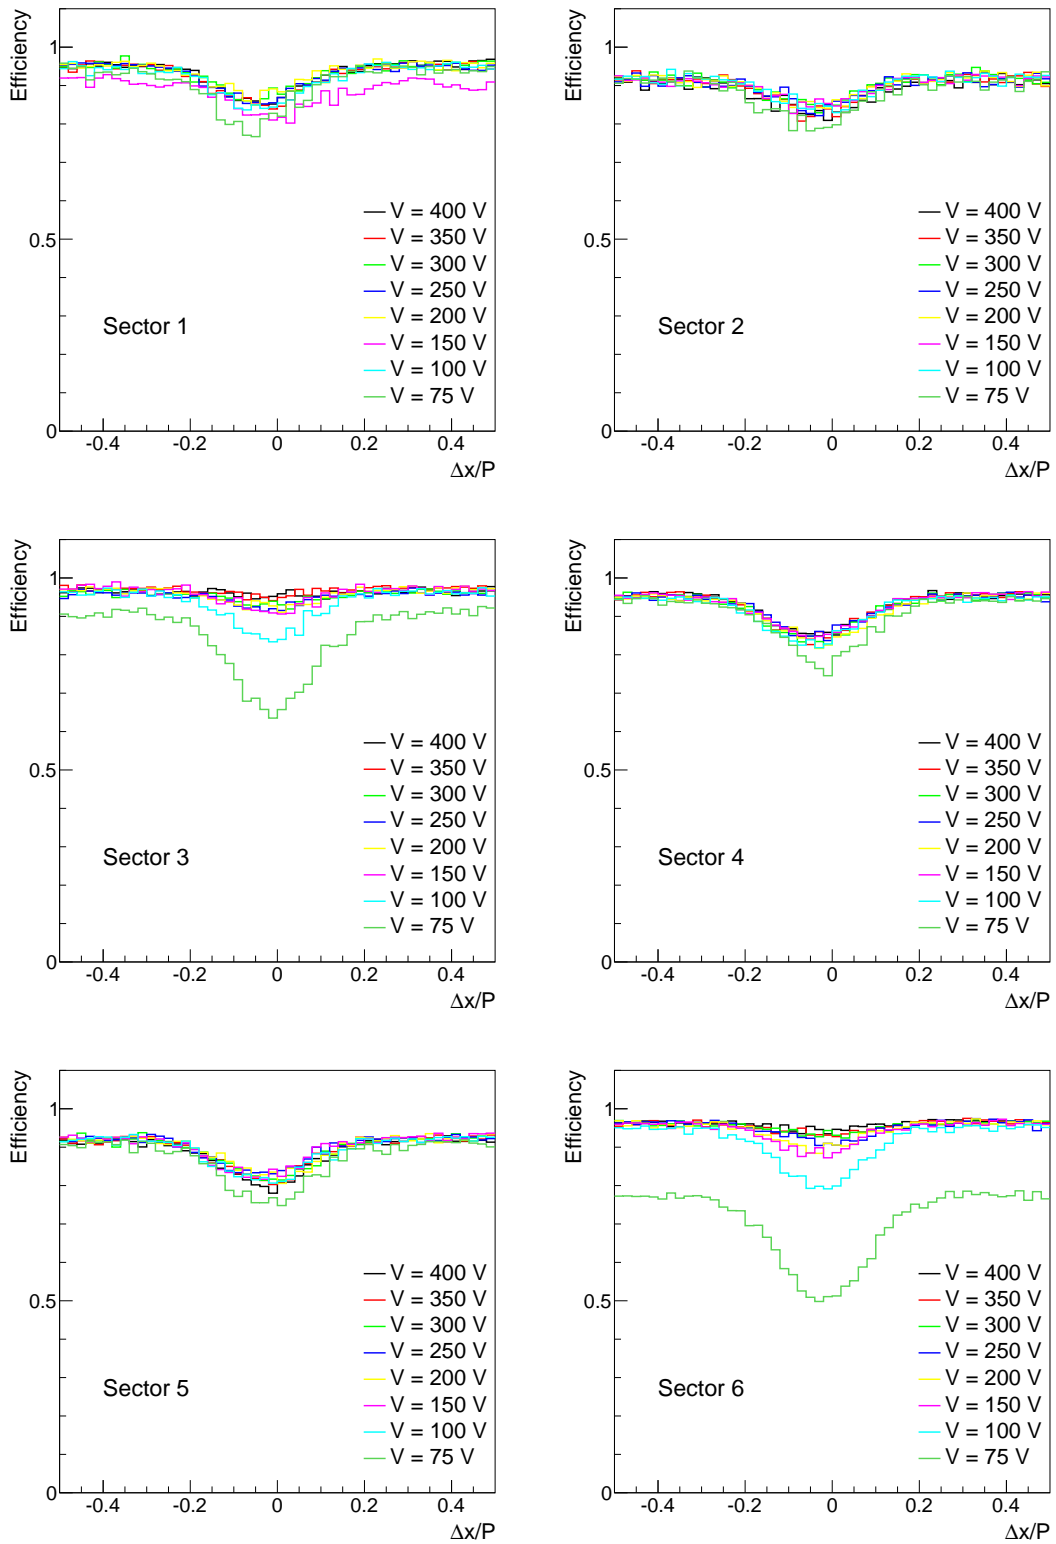 Efficiency
1
0.5
0
V = 400 V
V = 350 V
V = 300 V
V = 250 V
V = 200 V
V = 150 V
V = 100 V
V = 75 V
Sector 1
-0.4 -0.2 0 0.2 0.4
Δx/P
Efficiency
1
0.5
0
V = 400 V
V = 350 V
V = 300 V
V = 250 V
V = 200 V
V = 150 V
V = 100 V
V = 75 V
Sector 2
-0.4 -0.2 0 0.2 0.4
Δx/P
Efficiency
1
0.5
0
V = 400 V
V = 350 V
V = 300 V
V = 250 V
V = 200 V
V = 150 V
V = 100 V
V = 75 V
Sector 3
-0.4 -0.2 0 0.2 0.4
Δx/P
Efficiency
1
0.5
0
V = 400 V
V = 350 V
V = 300 V
V = 250 V
V = 200 V
V = 150 V
V = 100 V
V = 75 V
Sector 4
-0.4 -0.2 0 0.2 0.4
Δx/P
Efficiency
1
0.5
0
V = 400 V
V = 350 V
V = 300 V
V = 250 V
V = 200 V
V = 150 V
V = 100 V
V = 75 V
Sector 5
-0.4 -0.2 0 0.2 0.4
Δx/P
Efficiency
1
0.5
0
V = 400 V
V = 350 V
V = 300 V
V = 250 V
V = 200 V
V = 150 V
V = 100 V
V = 75 V
Sector 6
-0.4 -0.2 0 0.2 0.4
Δx/P